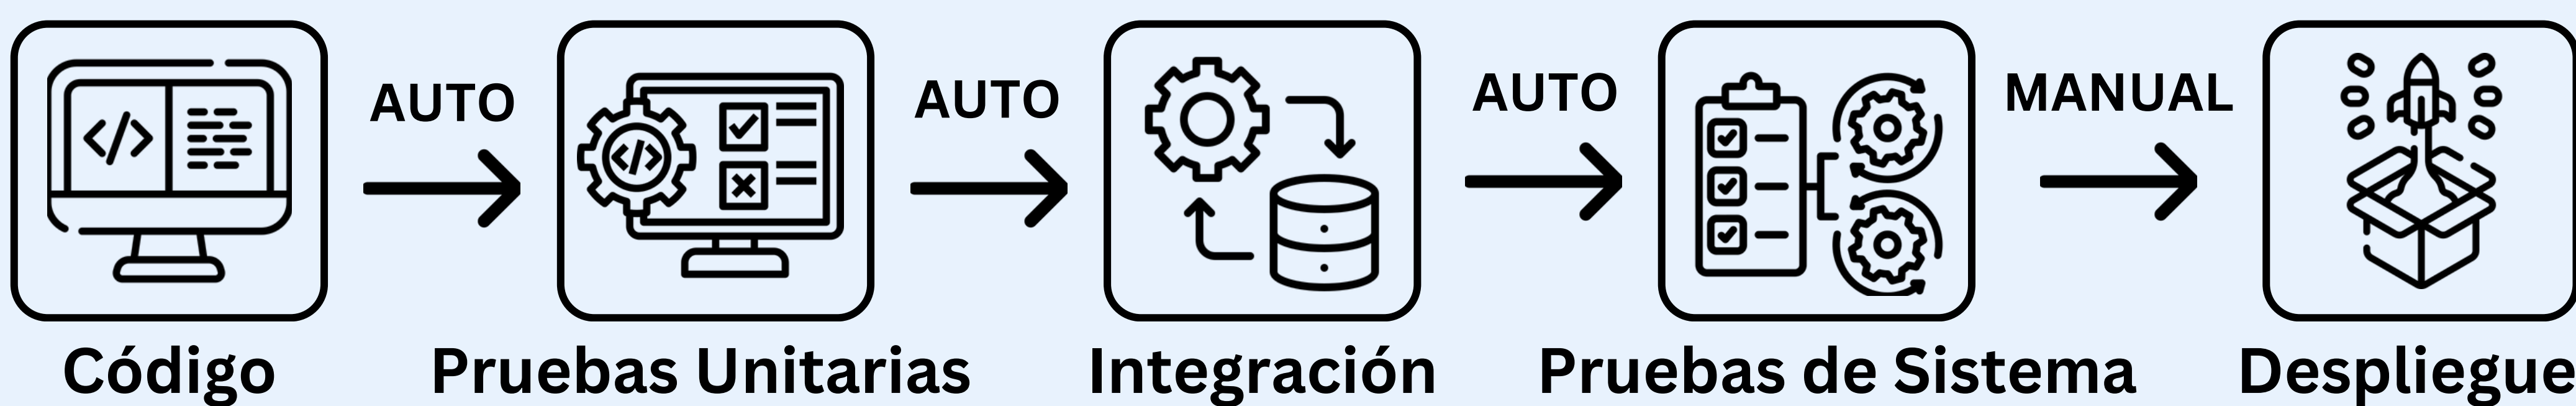 AUTO
AUTO
AUTO
MANUAL
Código
Pruebas Unitarias
Integración
Pruebas de Sistema
Despliegue